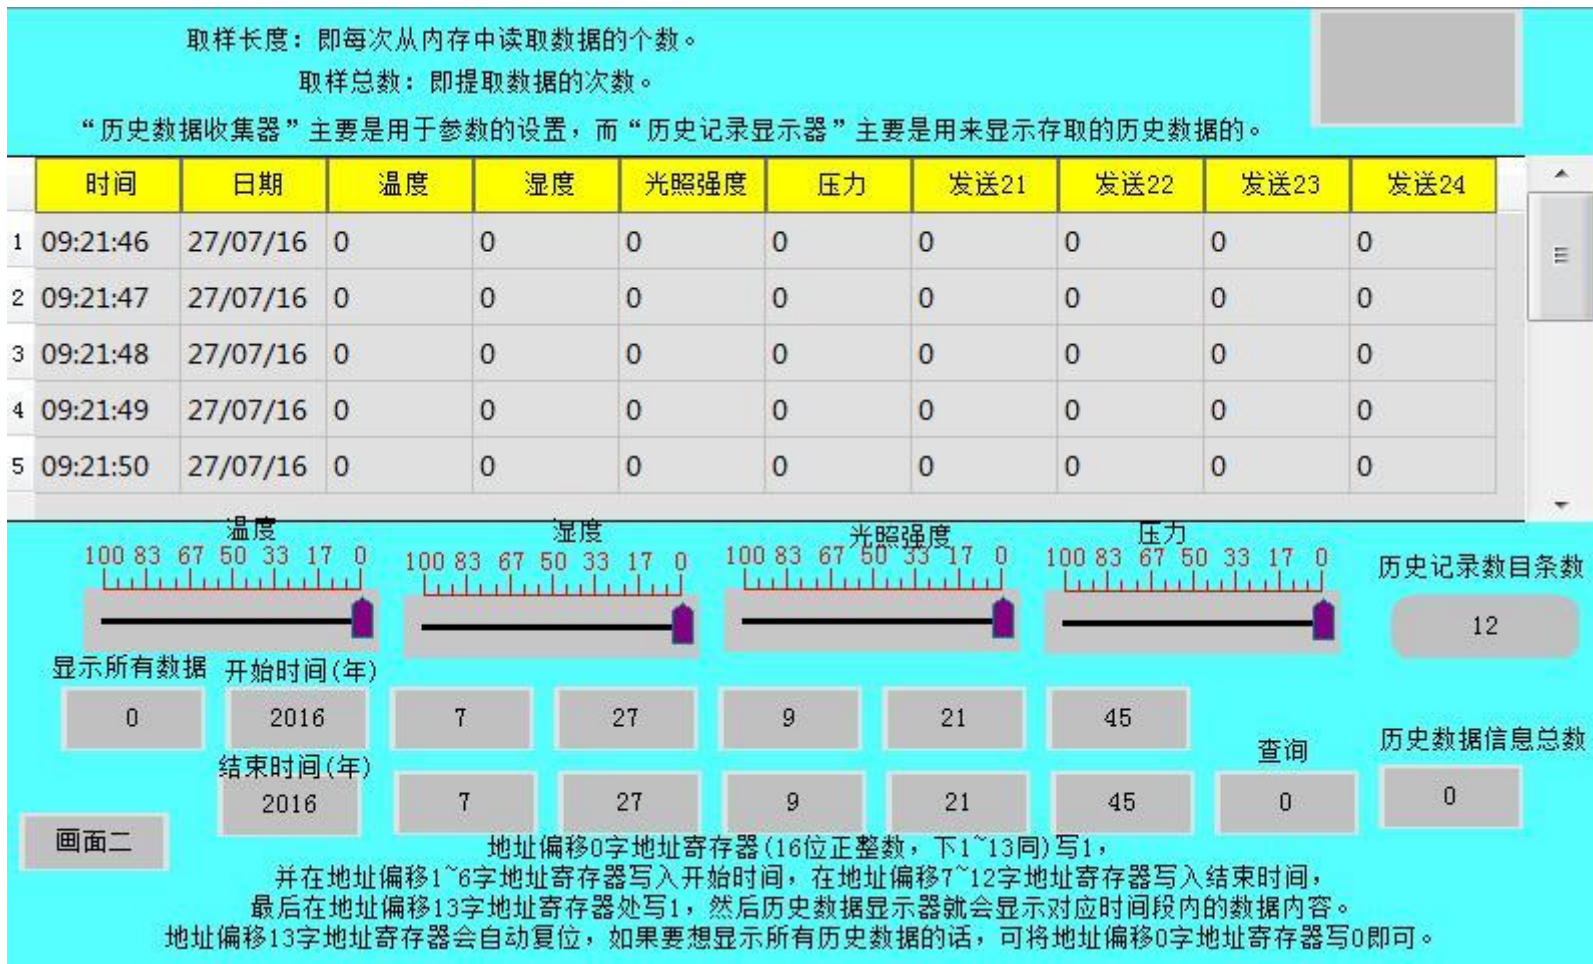 取样长度：即每次从内存中读取数据的个数。
取样总数：即提取数据的次数。
“历史数据收集器”主要是用于参数的设置，而“历史记录显示器”主要是用来显示存取的历史数据的。
时间 日期 温度 湿度 光照强度 压力 发送21 发送22 发送23 发送24
1 09:21:46 27/07/16 0 0 0 0 0 0 0 0
2 09:21:47 27/07/16 0 0 0 0 0 0 0 0
3 09:21:48 27/07/16 0 0 0 0 0 0 0 0
4 09:21:49 27/07/16 0 0 0 0 0 0 0 0
5 09:21:50 27/07/16 0 0 0 0 0 0 0 0
温度 湿度 光照强度 压力
100 83 67 50 33 17 0 100 83 67 50 33 17 0 100 83 67 50 33 17 0 100 83 67 50 33 17 0
历史记录数目条数
12
显示所有数据 开始时间(年)
0 2016 7 27 9 21 45
结束时间(年) 查询 历史数据信息总数
2016 7 27 9 21 45 0 0
画面二
地址偏移0字地址寄存器(16位正整数，下1~13同)写1，
并在地址偏移1~6字地址寄存器写入开始时间，在地址偏移7~12字地址寄存器写入结束时间，
最后在地址偏移13字地址寄存器处写1，然后历史数据显示器就会显示对应时间段内的数据内容。
地址偏移13字地址寄存器会自动复位，如果要想显示所有历史数据的话，可将地址偏移0字地址寄存器写0即可。